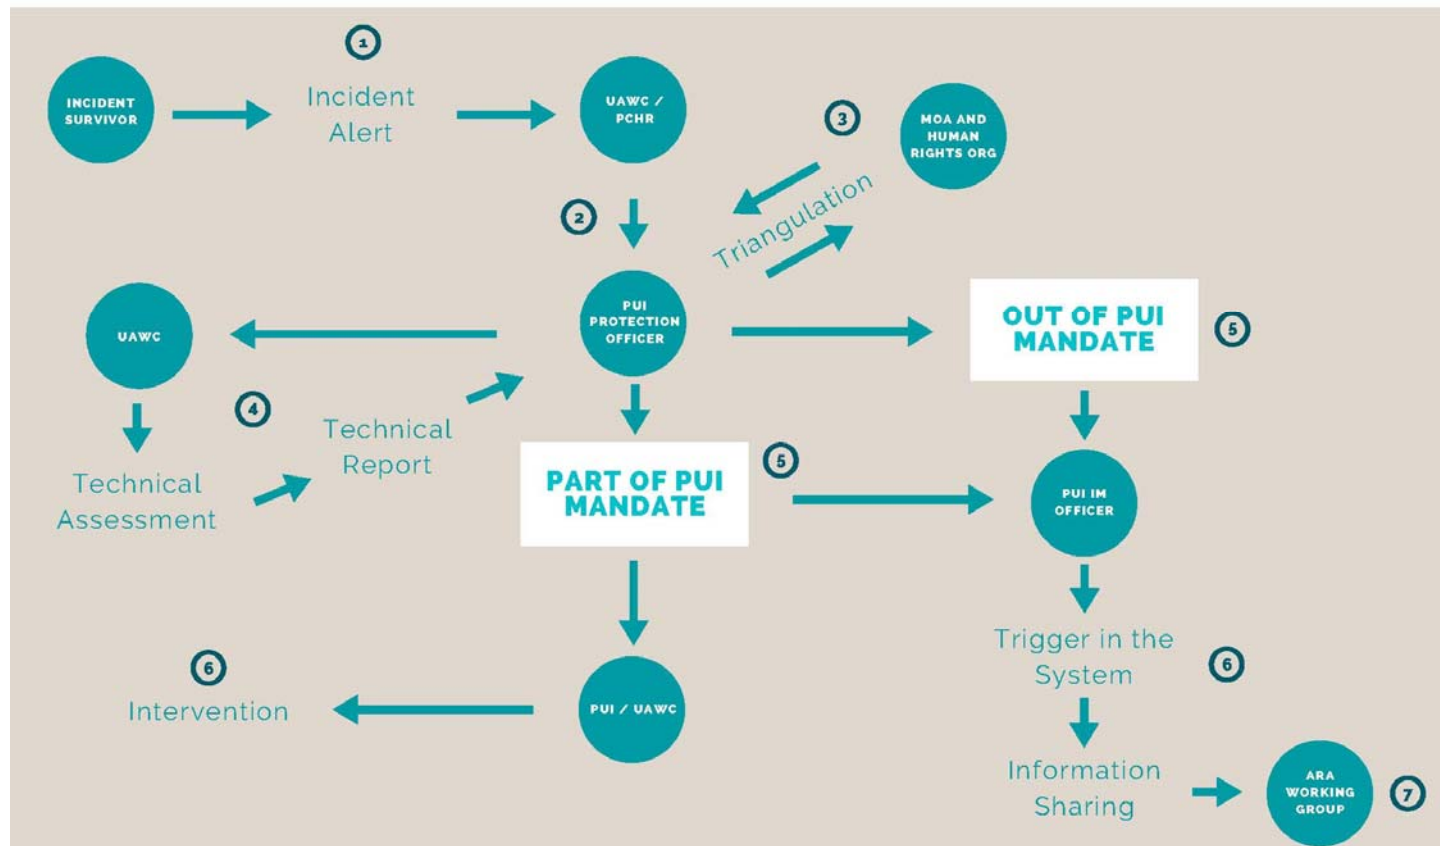 1
INCIDENT
SURVIVOR
Incident
Alert
UAWC /
PCHR
3
MOA AND
HUMAN
RIGHTS ORG
2
Triangulation
UAWC
PUI
PROTECTION
OFFICER
OUT OF PUI
MANDATE
5
4
Technical
Report
Technical
Assessment
PART OF PUI
MANDATE
5
PUI IM
OFFICER
6
Intervention
PUI / UAWC
Trigger in the
System
6
Information
Sharing
ARA
WORKING
GROUP
7